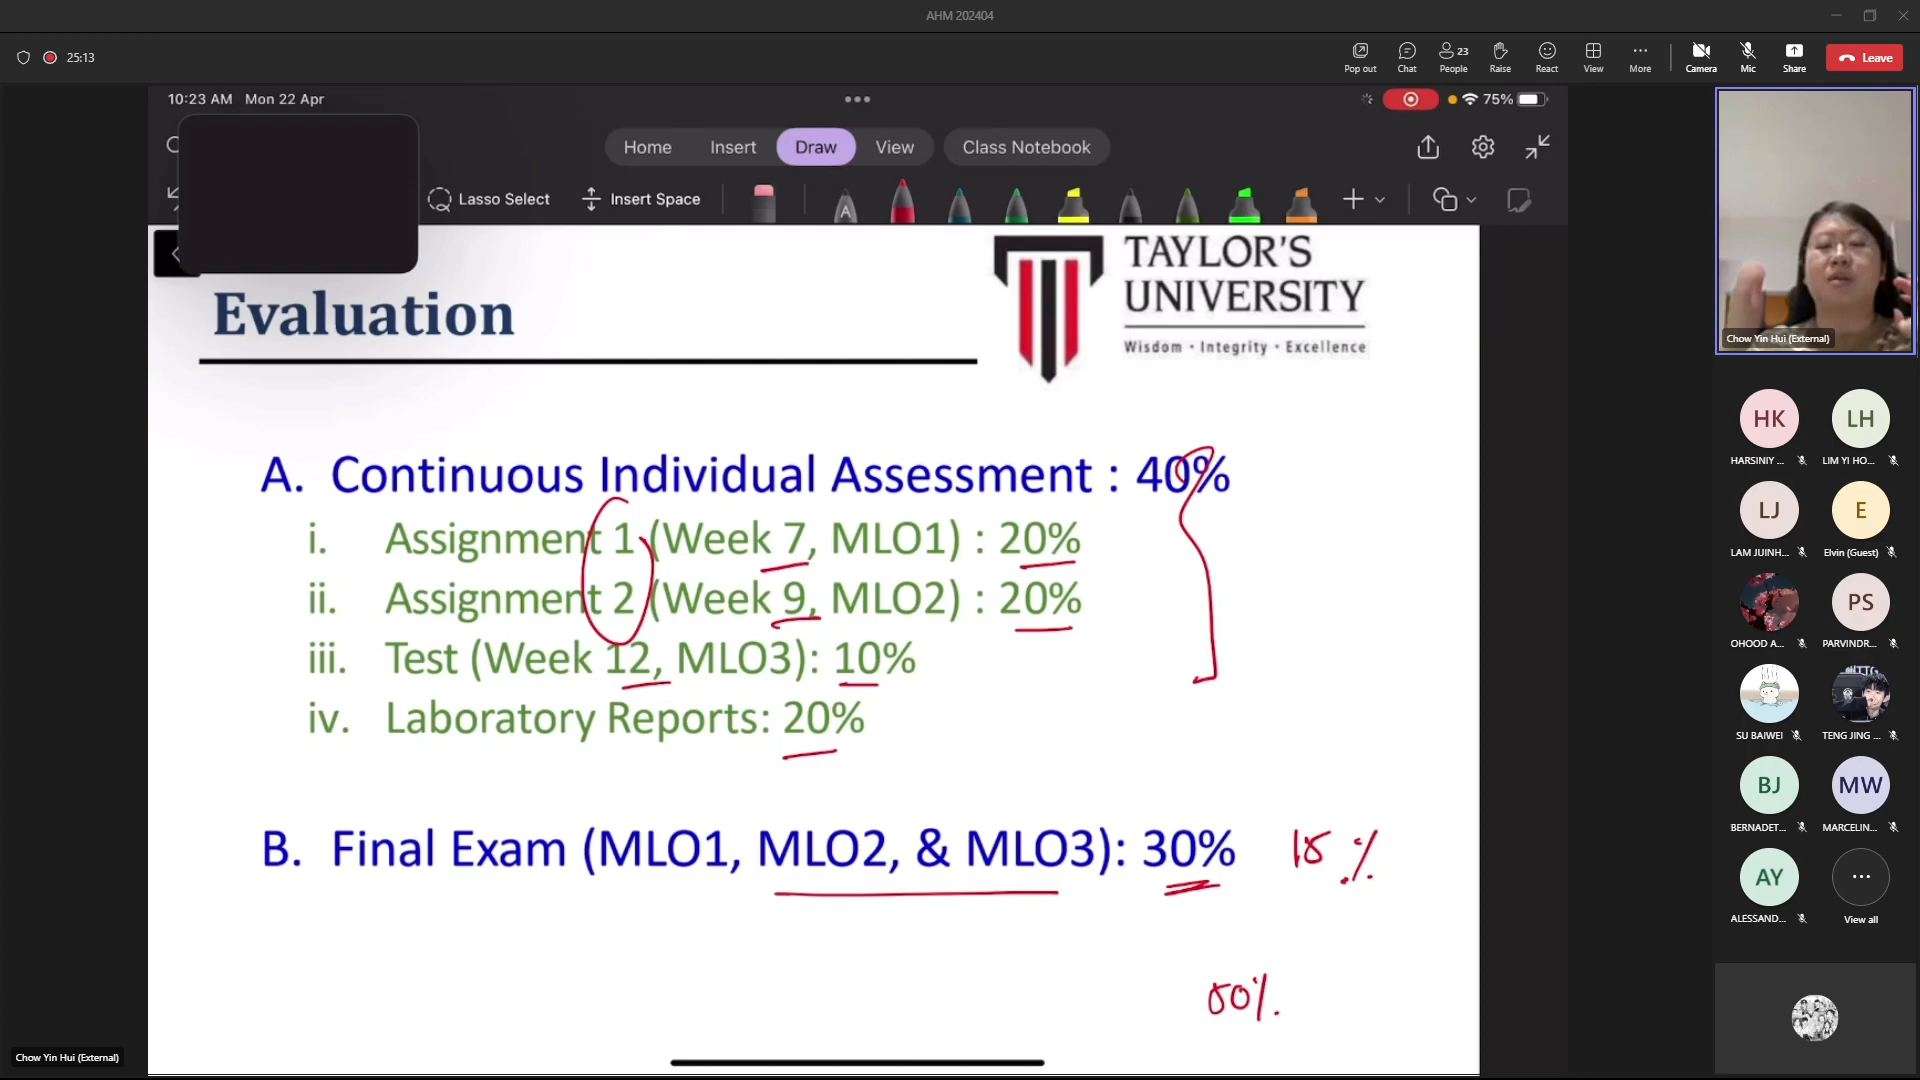 AHM 202404
25:13
Pop out
Chat
23
People
Raise
React
View
More
Camera
Mic
Share
Leave
10:23 AM Mon 22 Apr
75%
Home Insert Draw View Class Notebook
Lasso Select
Insert Space
A
TAYLOR'S
UNIVERSITY
Wisdom · Integrity · Excellence
Evaluation
A. Continuous Individual Assessment : 40%
i. Assignment 1 (Week 7, MLO1) : 20%
ii. Assignment 2 (Week 9, MLO2) : 20%
iii. Test (Week 12, MLO3): 10%
iv. Laboratory Reports: 20%
B. Final Exam (MLO1, MLO2, & MLO3): 30%
15 %
50%.
Chow Yin Hui (External)
Chow Yin Hui (External)
HK LH
HARSINIY ... LIM YI HO...
LJ E
LAM JUINH... Elvin (Guest)
PS
OHOOD A... PARVINDR...
SU BAIWEI TENG JING ...
BJ MW
BERNADET... MARCELIN...
AY ...
ALESSAND... View all